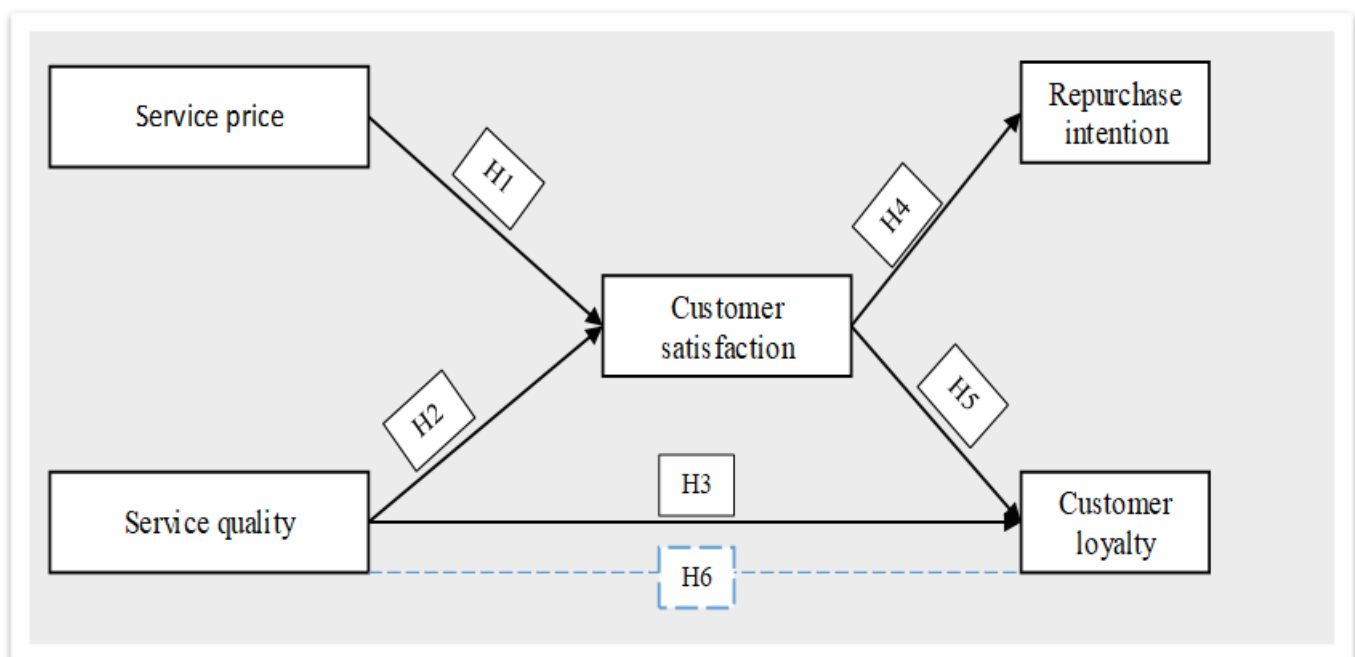 Service price
Repurchase
intention
H1
H4
Customer
satisfaction
H2
H5
H3
Service quality
Customer
loyalty
H6